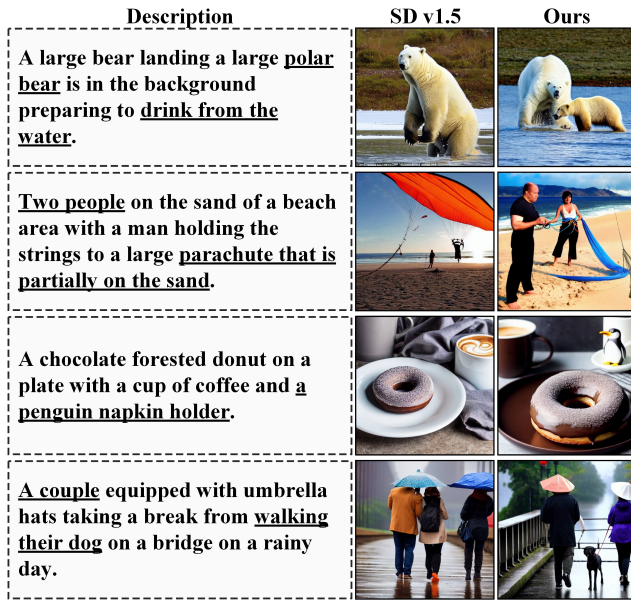 Description SD v1.5 Ours
A large bear landing a large polar
bear is in the background
preparing to drink from the
water.
Two people on the sand of a beach
area with a man holding the
strings to a large parachute that is
partially on the sand.
A chocolate forested donut on a
plate with a cup of coffee and a
penguin napkin holder.
A couple equipped with umbrella
hats taking a break from walking
their dog on a bridge on a rainy
day.